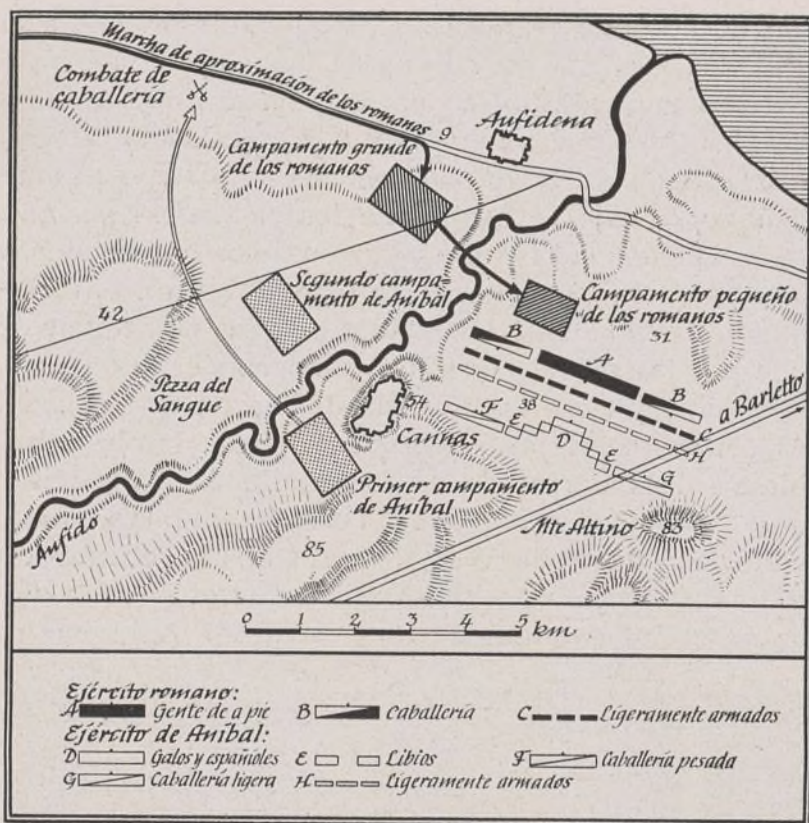 Marcha de aproximación de los romanos
Combate de
caballería
9
Aufidena
Campamento grande
de los romanos
Segundo campa-
mento de Aníbal
Campamento pequeño
de los romanos
31
42
B
A
B
a Barletto
Pezza del
Sangue
54
38
Cannas
F
E
D
E
G
C
H
Primer campamento
de Aníbal
Mte Altino
83
Aufido
85
0 1 2 3 4 5 km
Ejército romano:
A Gente de a pie B Caballería C Ligeramente armados
Ejército de Aníbal:
D Galos y españoles E Libios F Caballería pesada
G Caballería ligera H Ligeramente armados